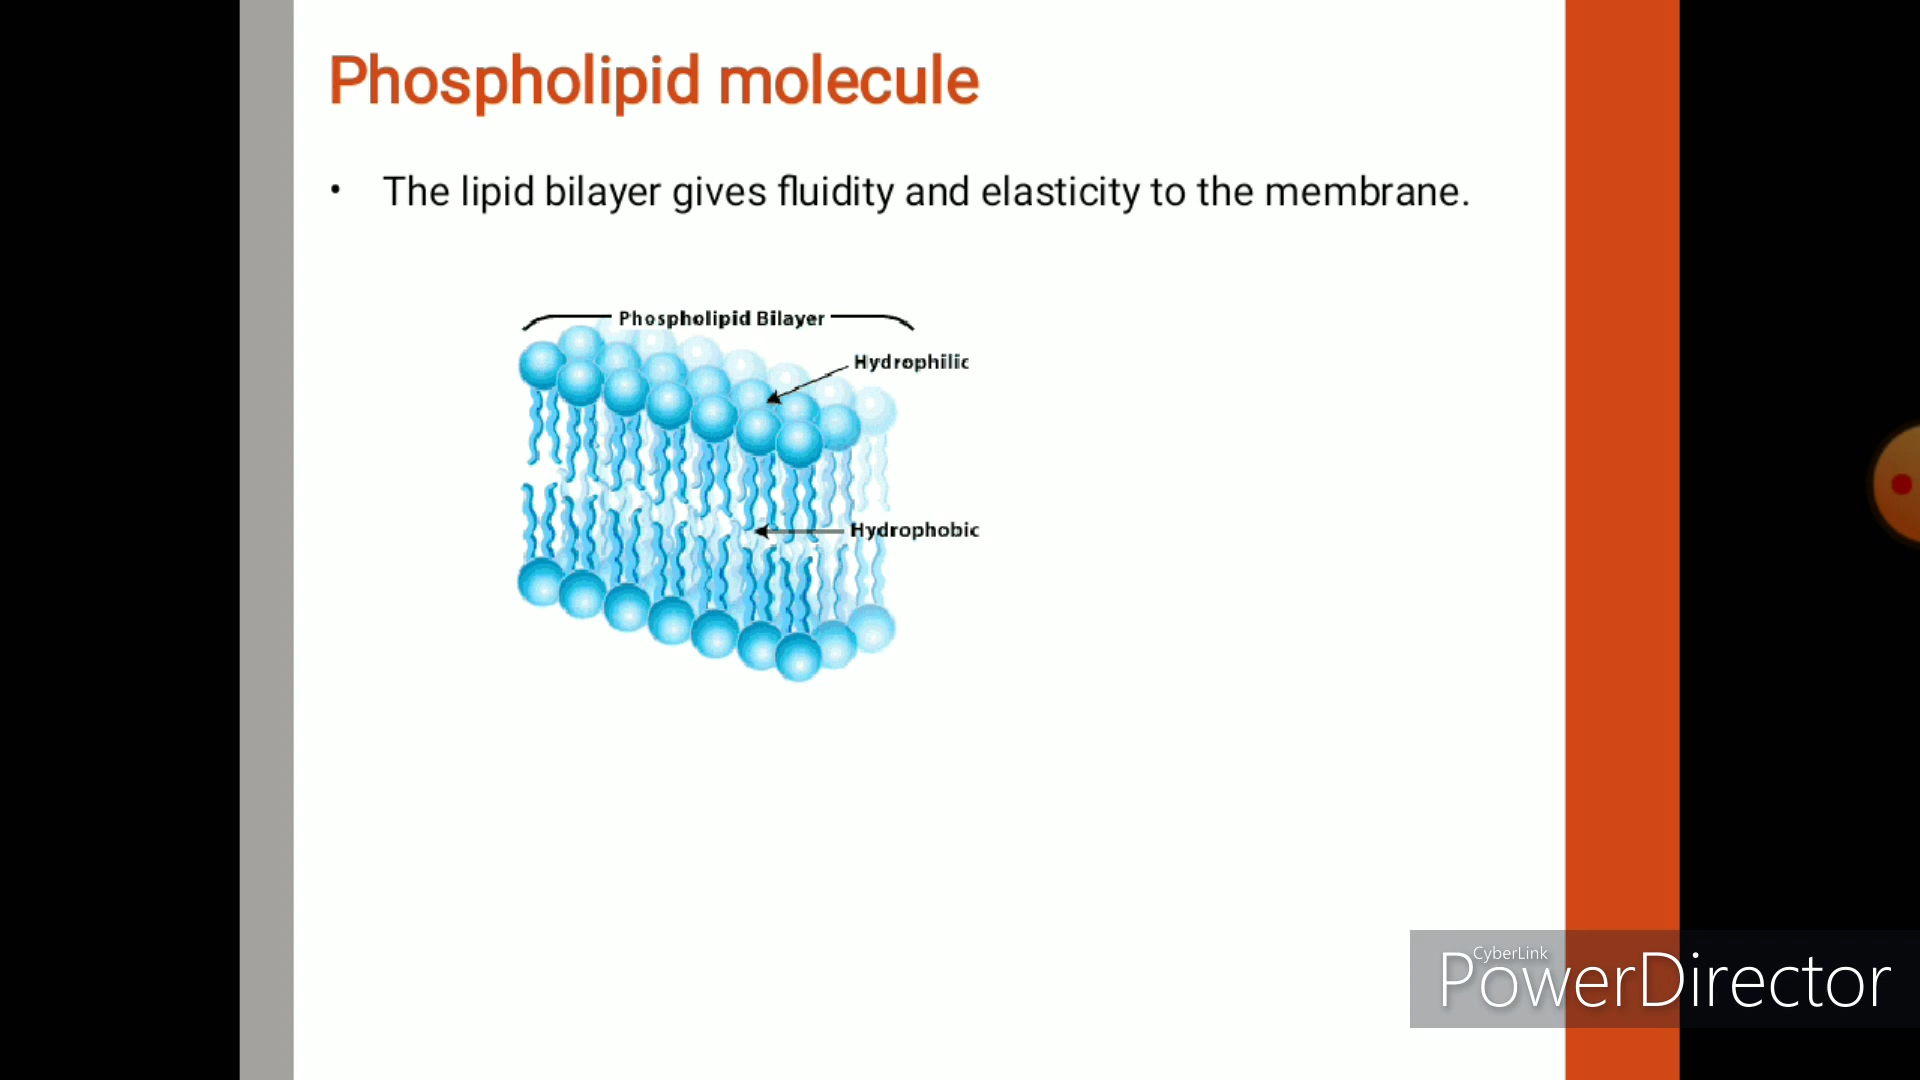 Phospholipid molecule
• The lipid bilayer gives fluidity and elasticity to the membrane.
Phospholipid Bilayer
Hydrophilic
Hydrophobic
CyberLink
PowerDirector